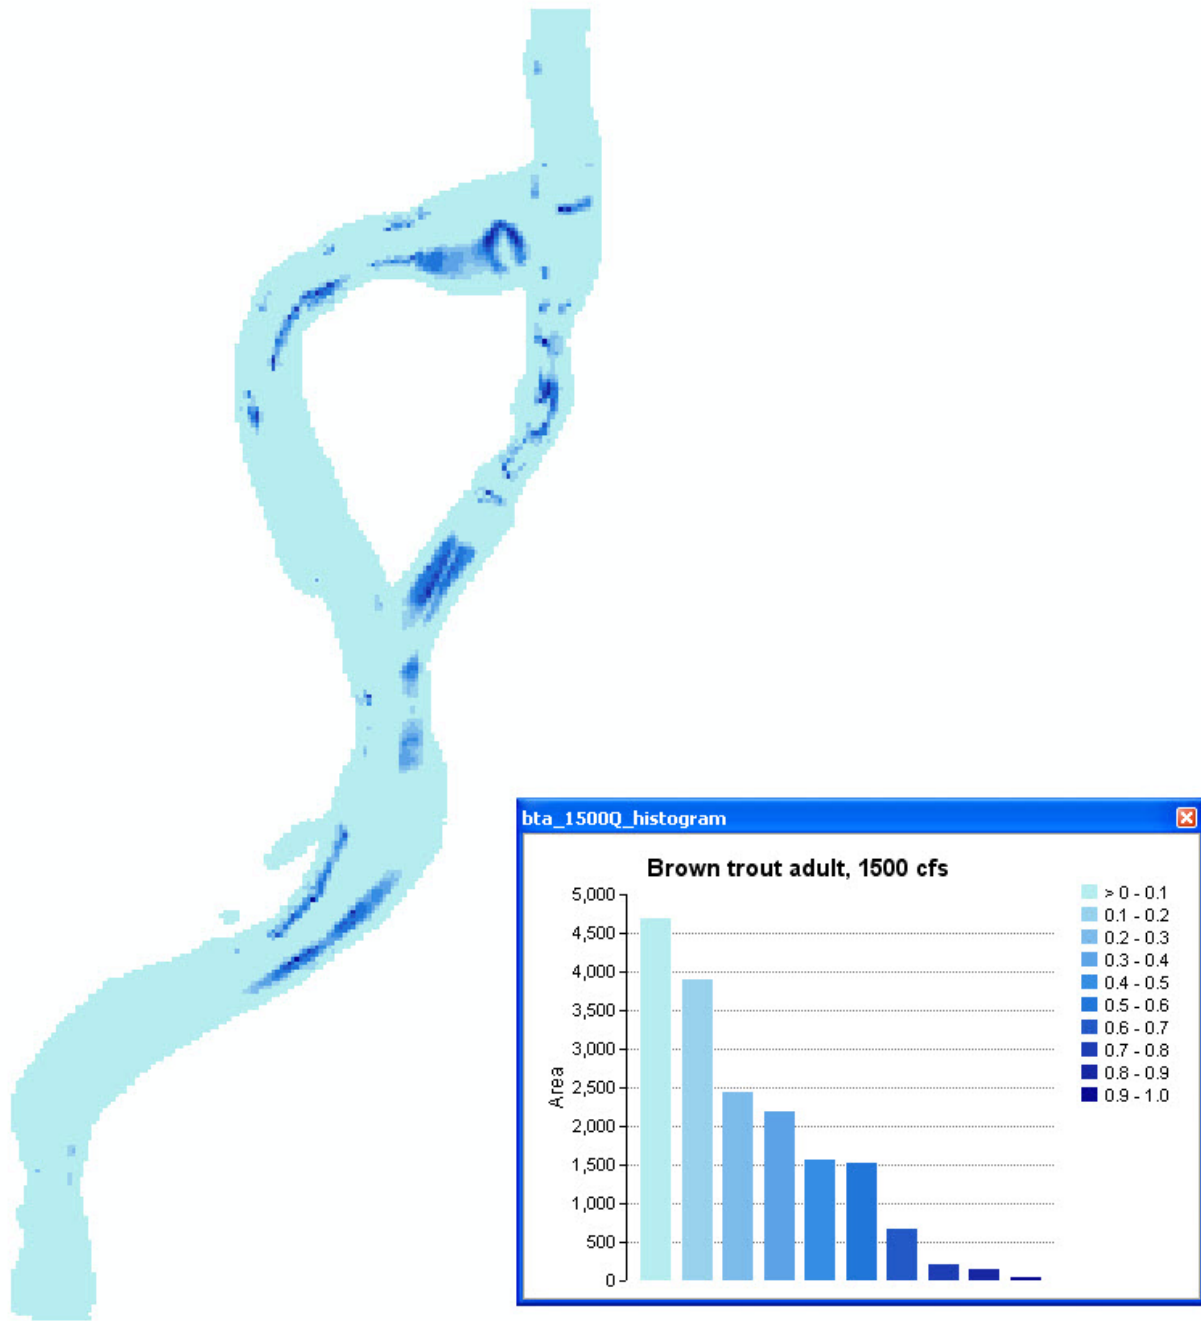 bta_1500Q_histogram
Brown trout adult, 1500 cfs
Area
5,000
4,500
4,000
3,500
3,000
2,500
2,000
1,500
1,000
500
0
> 0 - 0.1
0.1 - 0.2
0.2 - 0.3
0.3 - 0.4
0.4 - 0.5
0.5 - 0.6
0.6 - 0.7
0.7 - 0.8
0.8 - 0.9
0.9 - 1.0